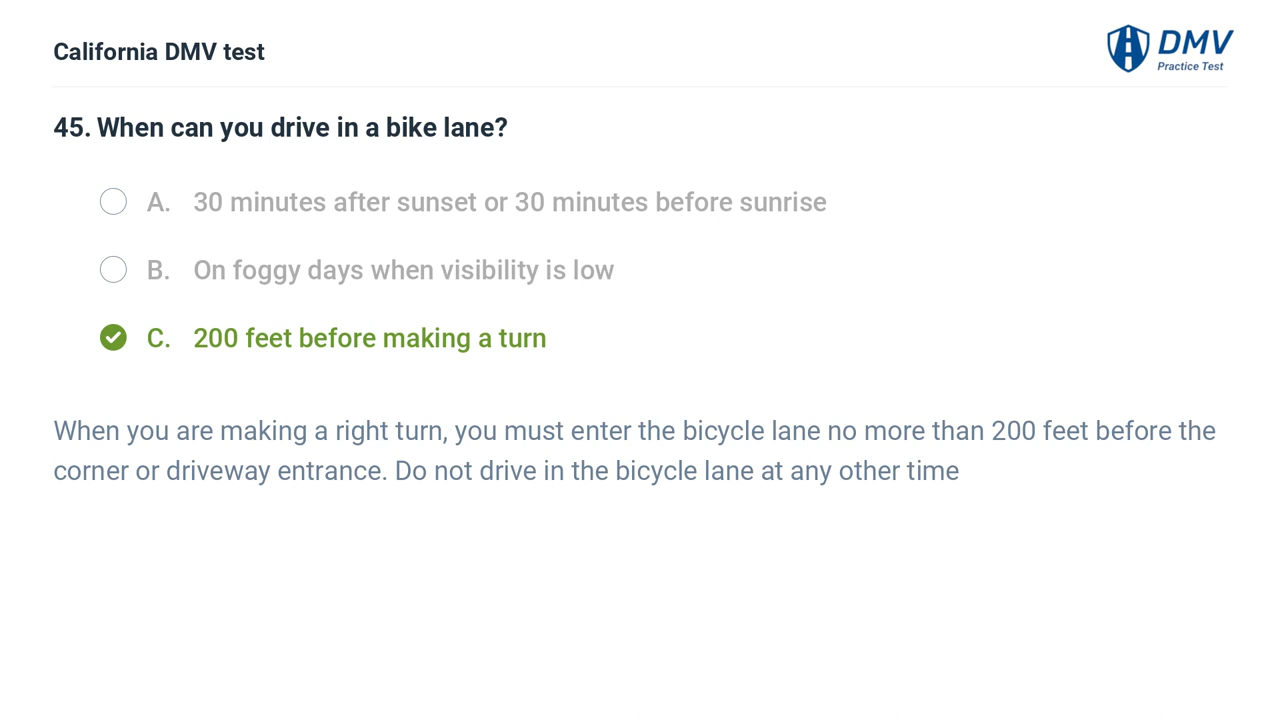 California DMV test
DMV
Practice Test
45. When can you drive in a bike lane?
A. 30 minutes after sunset or 30 minutes before sunrise
B. On foggy days when visibility is low
C. 200 feet before making a turn
When you are making a right turn, you must enter the bicycle lane no more than 200 feet before the
corner or driveway entrance. Do not drive in the bicycle lane at any other time